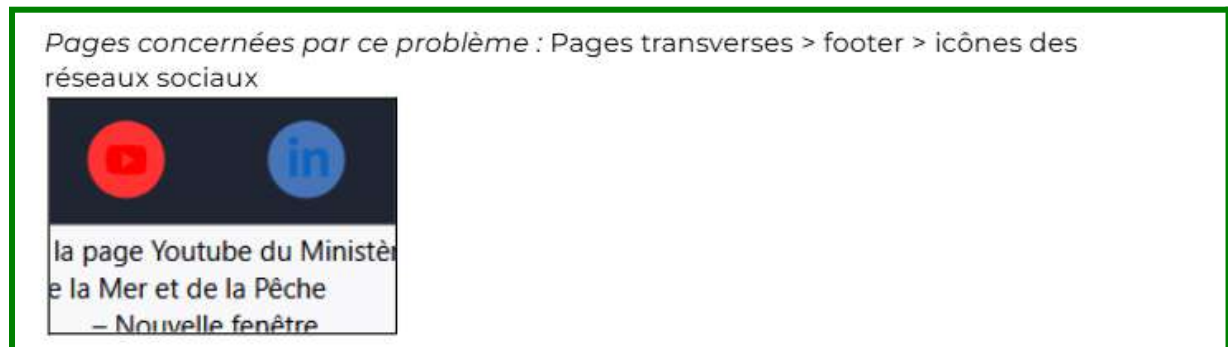 Pages concernées par ce problème : Pages transverses > footer > icônes des
réseaux sociaux
in
la page Youtube du Ministèr
e la Mer et de la Pêche
– Nouvelle fenêtre